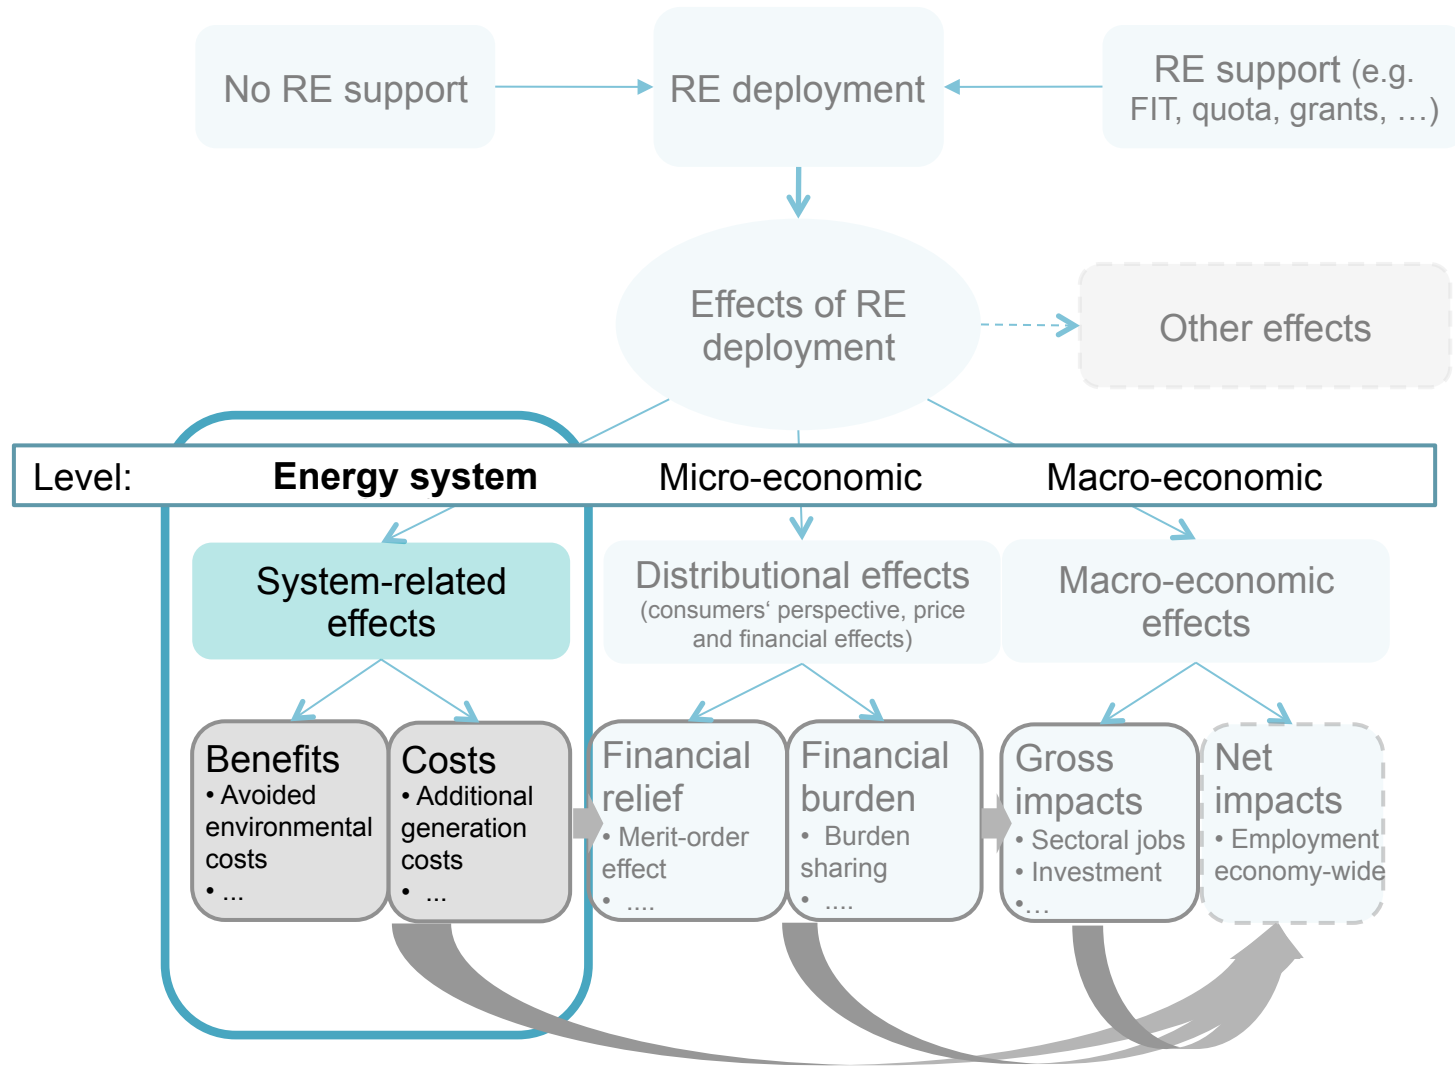 No RE support
RE deployment
RE support (e.g.
FIT, quota, grants, …)
Effects of RE
deployment
Other effects
Level:
Energy system
Micro-economic
Macro-economic
System-related
effects
Distributional effects
(consumers‘ perspective, price
and financial effects)
Macro-economic
effects
Benefits
• Avoided
environmental
costs
• ...
Costs
• Additional
generation
costs
• ...
Financial
relief
• Merit-order
effect
• ....
Financial
burden
• Burden
sharing
• ....
Gross
impacts
• Sectoral jobs
• Investment
•…
Net
impacts
• Employment
economy-wide